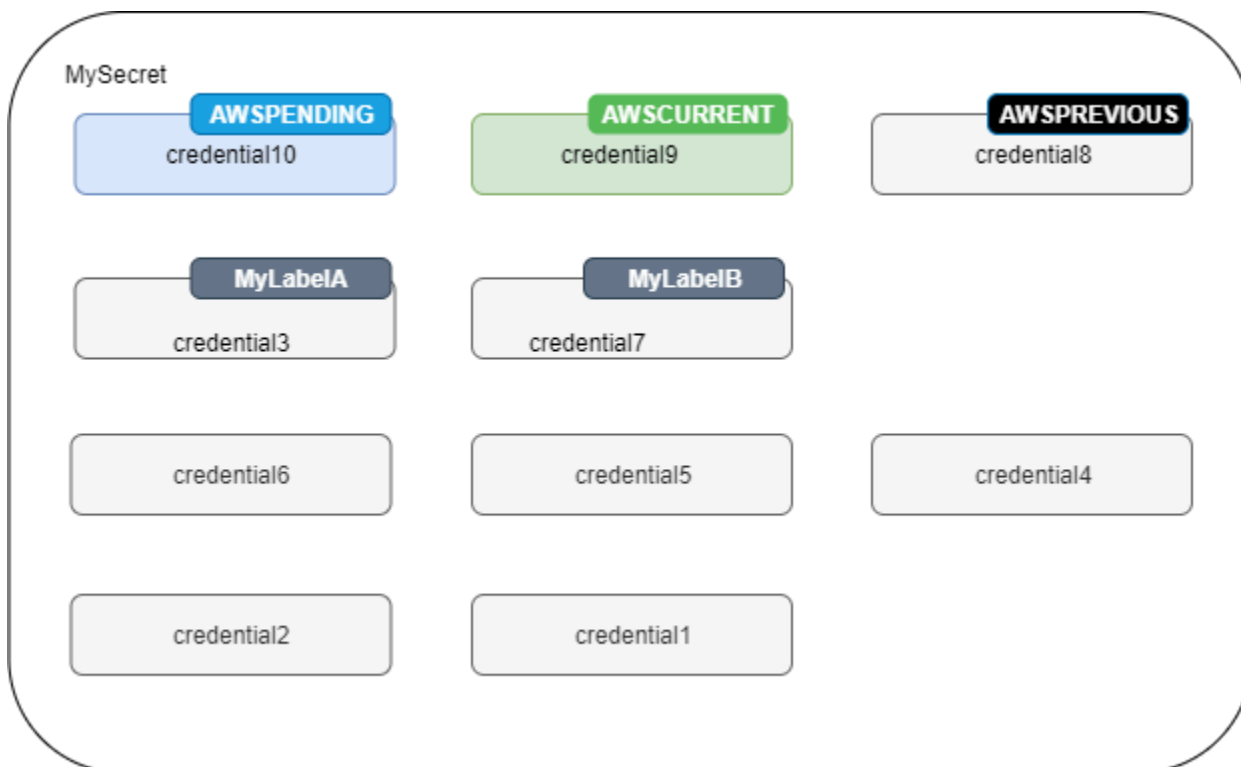 MySecret
AWSPENDING
credential10
AWSCURRENT
credential9
AWSPREVIOUS
credential8
MyLabelA
credential3
MyLabelB
credential7
credential6
credential5
credential4
credential2
credential1